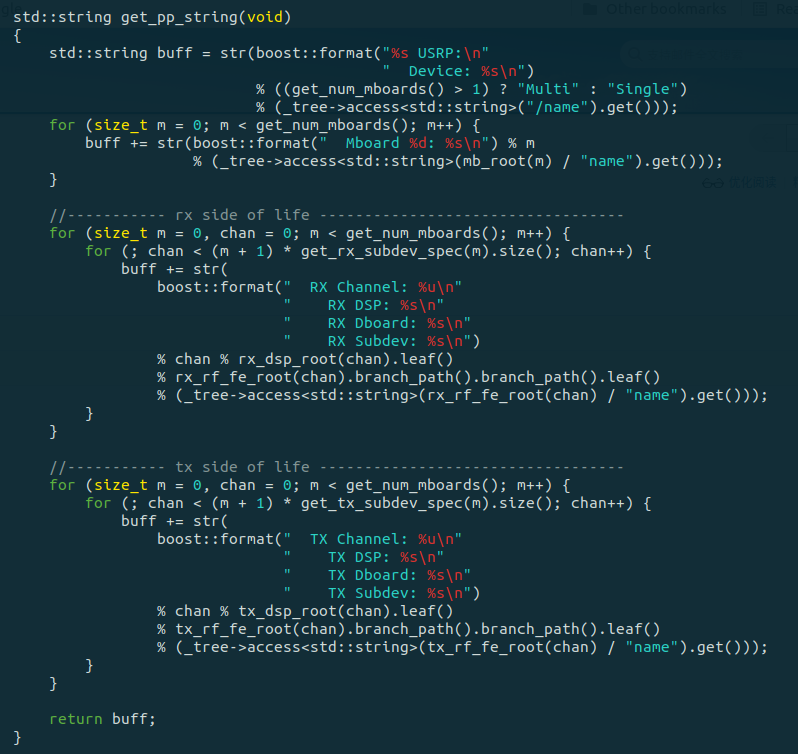 Other bookmarks
std::string get_pp_string(void)
{
    std::string buff = str(boost::format("%s USRP:\n"
                                         "  Device: %s\n")
                           % ((get_num_mboards() > 1) ? "Multi" : "Single")
                           % (_tree->access<std::string>("/name").get()));
    for (size_t m = 0; m < get_num_mboards(); m++) {
        buff += str(boost::format("  Mboard %d: %s\n") % m
                    % (_tree->access<std::string>(mb_root(m) / "name").get()));
    }

    //----------- rx side of life ----------------------------------
    for (size_t m = 0, chan = 0; m < get_num_mboards(); m++) {
        for (; chan < (m + 1) * get_rx_subdev_spec(m).size(); chan++) {
            buff += str(
                boost::format("  RX Channel: %u\n"
                              "    RX DSP: %s\n"
                              "    RX Dboard: %s\n"
                              "    RX Subdev: %s\n")
                % chan % rx_dsp_root(chan).leaf()
                % rx_rf_fe_root(chan).branch_path().branch_path().leaf()
                % (_tree->access<std::string>(rx_rf_fe_root(chan) / "name").get()));
        }
    }

    //----------- tx side of life ----------------------------------
    for (size_t m = 0, chan = 0; m < get_num_mboards(); m++) {
        for (; chan < (m + 1) * get_tx_subdev_spec(m).size(); chan++) {
            buff += str(
                boost::format("  TX Channel: %u\n"
                              "    TX DSP: %s\n"
                              "    TX Dboard: %s\n"
                              "    TX Subdev: %s\n")
                % chan % tx_dsp_root(chan).leaf()
                % tx_rf_fe_root(chan).branch_path().branch_path().leaf()
                % (_tree->access<std::string>(tx_rf_fe_root(chan) / "name").get()));
        }
    }

    return buff;
}